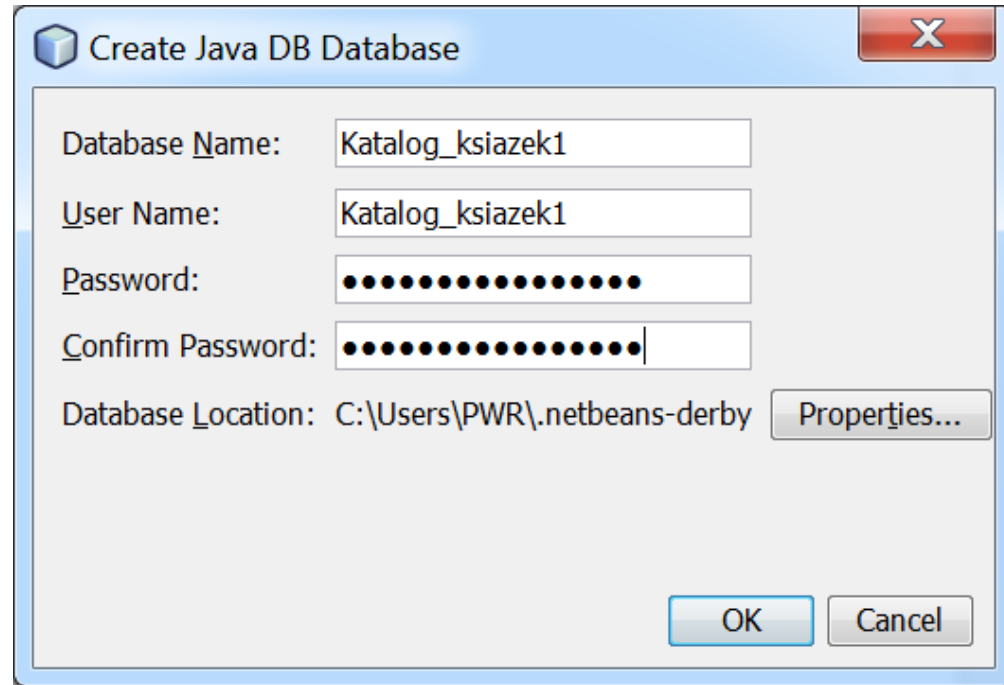 Create Java DB Database
Database Name: Katalog_ksiazek1
User Name: Katalog_ksiazek1
Password: ●●●●●●●●●●●●●●●●
Confirm Password: ●●●●●●●●●●●●●●●●
Database Location: C:\Users\PWR\.netbeans-derby Properties...
OK Cancel